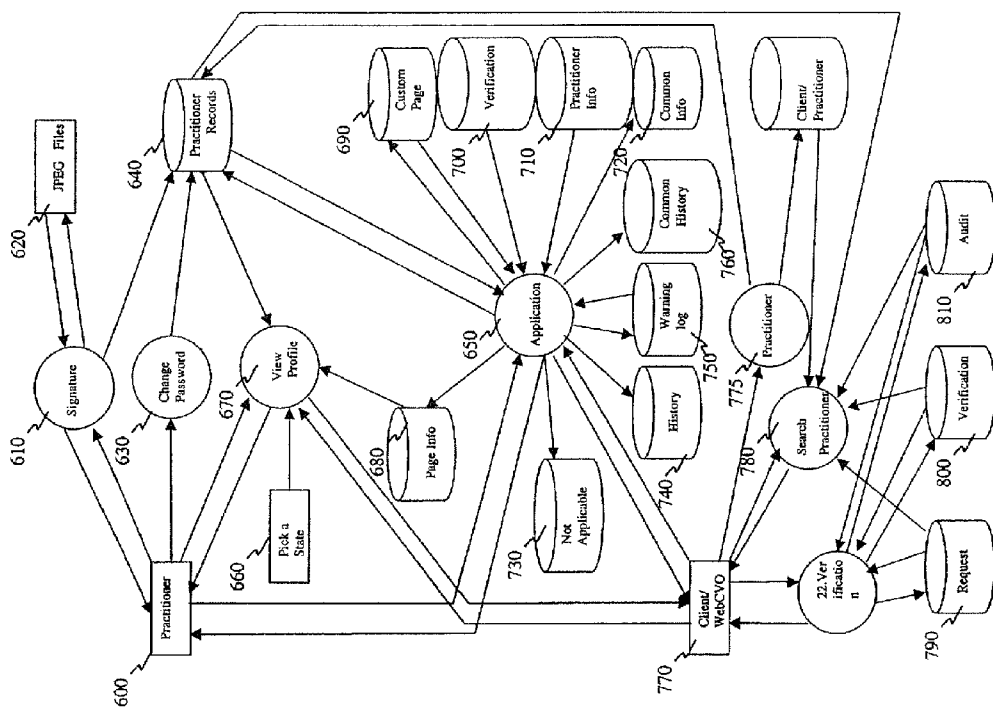 600
Practitioner
610
Signature
620
JPEG Files
630
Change
Password
640
Practitioner
Records
660
Pick a
State
670
View
Profile
680
Page Info
650
Application
690
Custom
Page
700
Verification
710
Practitioner
Info
720
Common
Info
730
Not
Applicable
740
History
750
Warning
log
760
Common
History
770
Client/
WebCVO
775
Practitioner
Client/
Practitioner
780
Search
Practitioner
22.Ver
ificatio
n
790
Request
800
Verification
810
Audit